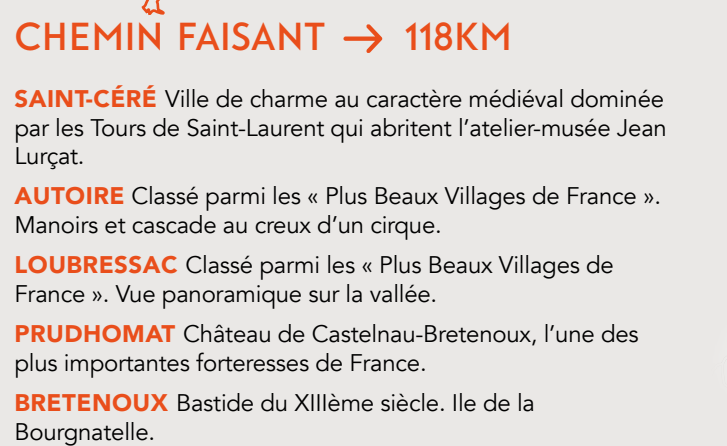 CHEMIN FAISANT → 118KM
SAINT-CÉRÉ Ville de charme au caractère médiéval dominée
par les Tours de Saint-Laurent qui abritent l’atelier-musée Jean
Lurçat.
AUTOIRE Classé parmi les « Plus Beaux Villages de France ».
Manoirs et cascade au creux d’un cirque.
LOUBRESSAC Classé parmi les « Plus Beaux Villages de
France ». Vue panoramique sur la vallée.
PRUDHOMAT Château de Castelnau-Bretenoux, l’une des
plus importantes forteresses de France.
BRETENOUX Bastide du XIIIème siècle. Ile de la
Bourgnatelle.